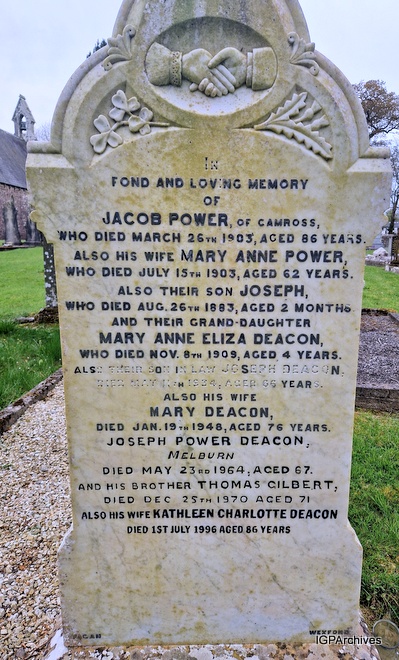 IN
FOND AND LOVING MEMORY
OF
JACOB POWER, OF CAMROSS,
WHO DIED MARCH 26TH 1903, AGED 86 YEARS.
ALSO HIS WIFE MARY ANNE POWER,
WHO DIED JULY 15TH 1903, AGED 62 YEARS.
ALSO THEIR SON JOSEPH,
WHO DIED AUG. 26TH 1883, AGED 2 MONTHS
AND THEIR GRAND-DAUGHTER
MARY ANNE ELIZA DEACON,
WHO DIED NOV. 8TH 1909, AGED 4 YEARS.
ALSO THEIR SON IN LAW JOSEPH DEACON.
DIED MAY 1934, AGED 66 YEARS.
ALSO HIS WIFE
MARY DEACON,
DIED JAN. 19TH 1948, AGED 76 YEARS.
JOSEPH POWER DEACON,
MELBURN
DIED MAY 23RD 1964, AGED 67.
AND HIS BROTHER THOMAS GILBERT,
DIED DEC 25TH 1970 AGED 71
ALSO HIS WIFE KATHLEEN CHARLOTTE DEACON
DIED 1ST JULY 1996 AGED 86 YEARS
WEXFORD
IGPArchives